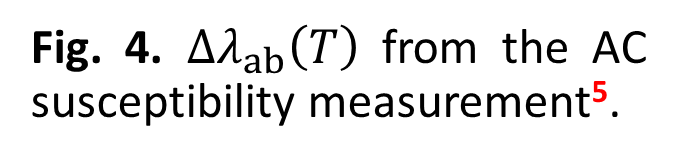 Fig. 4. Δλab(T) from the AC
susceptibility measurement5.